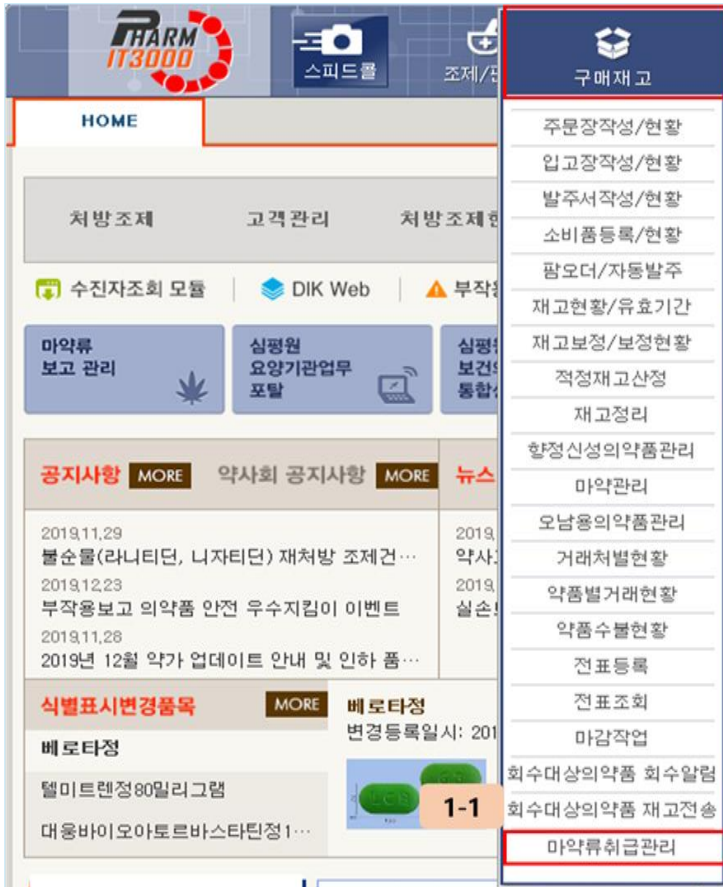 PHARM
IT3000
스피드콜
조제/판
구매재고
HOME
처방조제 고객관리 처방조제현
수진자조회 모듈 DIK Web 부작용
마약류
보고 관리
심평원
요양기관업무
포탈
심평원
보건의
통합신
공지사항 MORE 약사회 공지사항 MORE 뉴스
2019,11,29
불순물(라니티딘, 니자티딘) 재처방 조제건…
2019,12,23
부작용보고 의약품 안전 우수지킴이 이벤트
2019,11,28
2019년 12월 약가 업데이트 안내 및 인하 품…
2019,
약사
2019,
실손
식별표시변경품목 MORE
베로타정
텔미트렌정80밀리그램
대웅바이오아토르바스타틴정1…
베로타정
변경등록일시: 201
1-1
주문장작성/현황
입고장작성/현황
발주서작성/현황
소비품등록/현황
팜오더/자동발주
재고현황/유효기간
재고보정/보정현황
적정재고산정
재고정리
향정신성의약품관리
마약관리
오남용의약품관리
거래처별현황
약품별거래현황
약품수불현황
전표등록
전표조회
마감작업
회수대상의약품 회수알림
회수대상의약품 재고전송
마약류취급관리